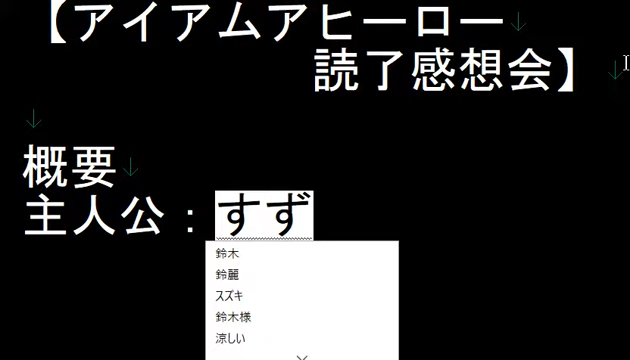 【アイアムアヒーロー↓
読了感想会】↓
↓
概要↓
主人公：すず
鈴木
鈴麗
スズキ
鈴木様
涼しい